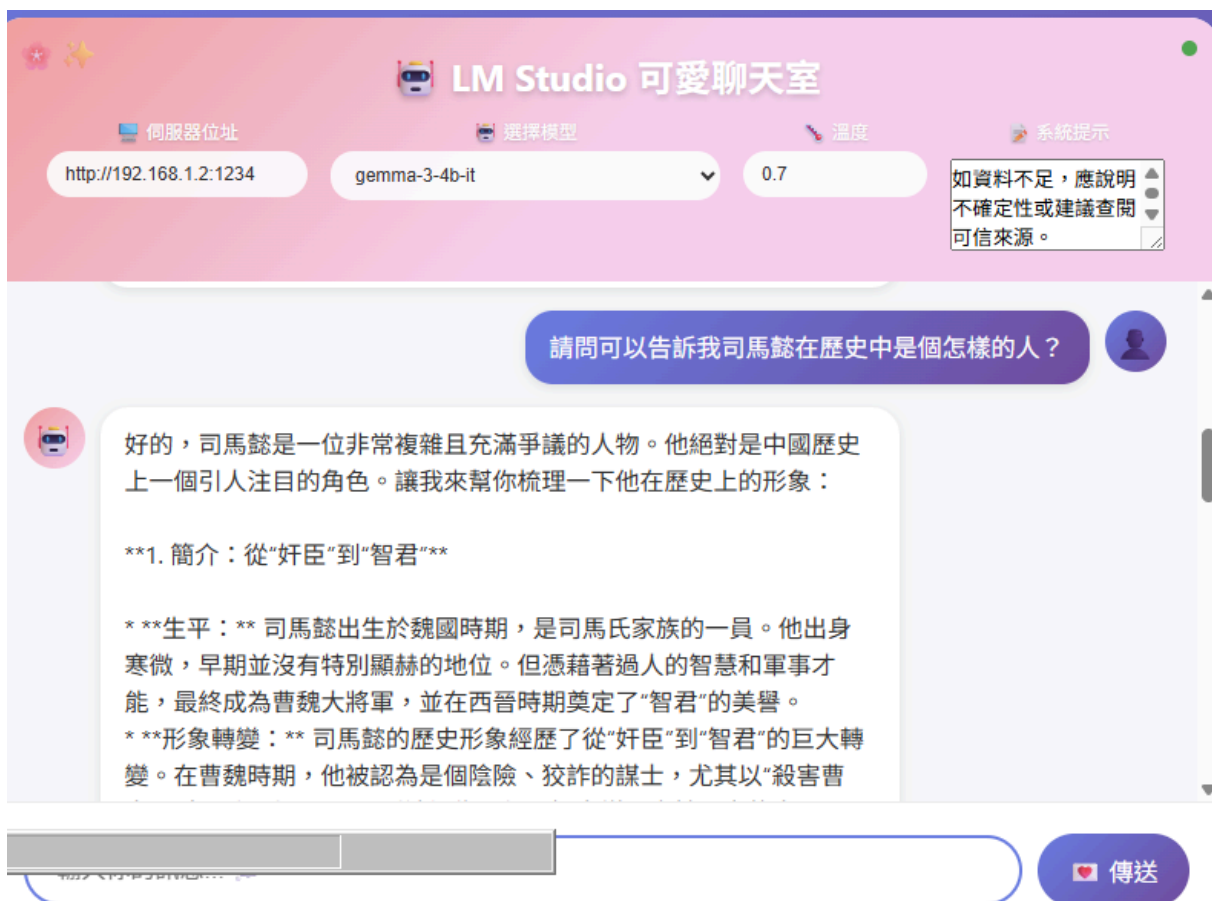 LM Studio 可愛聊天室
伺服器位址
選擇模型
溫度
系統提示
http://192.168.1.2:1234
gemma-3-4b-it
0.7
如資料不足,應說明
不確定性或建議查閱
可信來源。
請問可以告訴我司馬懿在歷史中是個怎樣的人?
好的,司馬懿是一位非常複雜且充滿爭議的人物。他絕對是中國歷史
上一個引人注目的角色。讓我來幫你梳理一下他在歷史上的形象:
**1. 簡介:從“奸臣”到“智君”**
* **生平:** 司馬懿出生於魏國時期,是司馬氏家族的一員。他出身
寒微,早期並沒有特別顯赫的地位。但憑藉著過人的智慧和軍事才
能,最終成為曹魏大將軍,並在西晉時期奠定了“智君”的美譽。
* **形象轉變:** 司馬懿的歷史形象經歷了從“奸臣”到“智君”的巨大轉
變。在曹魏時期,他被認為是個陰險、狡詐的謀士,尤其以“殺害曹
傳送